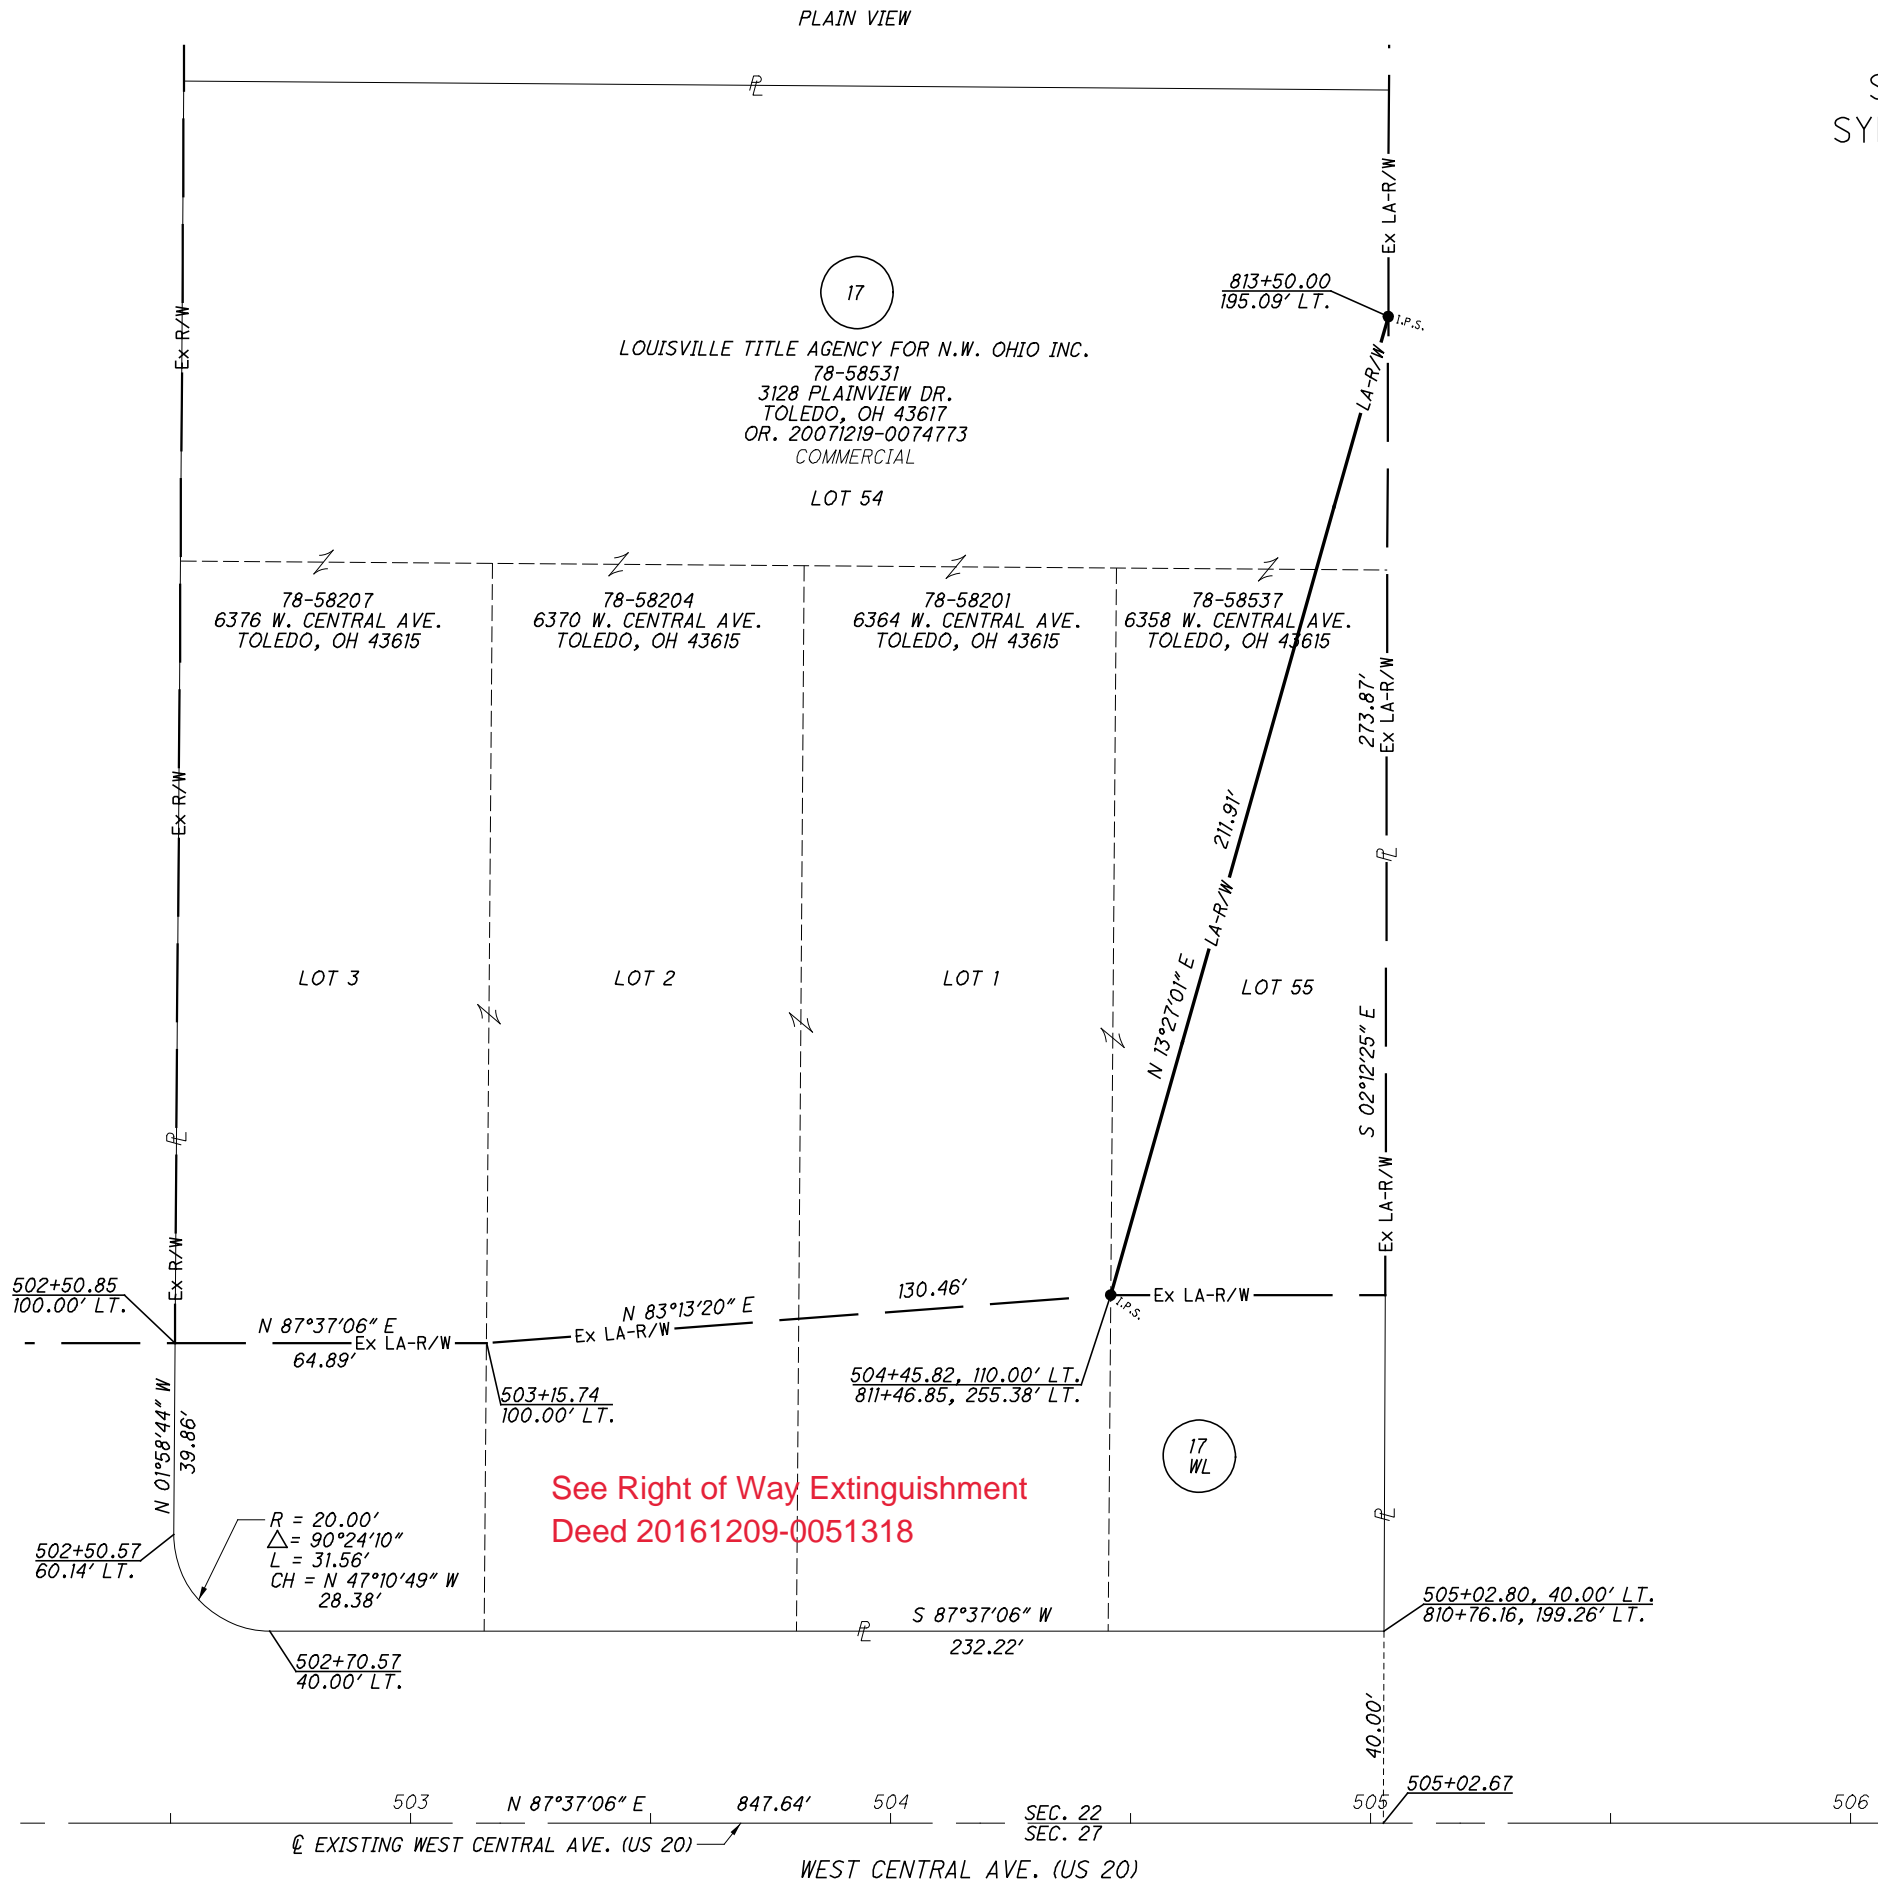 PLAIN VIEW
S
SY
PL
Ex LA-R/W
Ex R/W
17
813+50.00
195.09' LT.
I.P.S.
LOUISVILLE TITLE AGENCY FOR N.W. OHIO INC.
78-58531
3128 PLAINVIEW DR.
TOLEDO, OH 43617
OR. 20071219-0074773
COMMERCIAL
LOT 54
LA-R/W
78-58207
6376 W. CENTRAL AVE.
TOLEDO, OH 43615
78-58204
6370 W. CENTRAL AVE.
TOLEDO, OH 43615
78-58201
6364 W. CENTRAL AVE.
TOLEDO, OH 43615
78-58537
6358 W. CENTRAL AVE.
TOLEDO, OH 43615
273.87'
Ex LA-R/W
Ex R/W
211.91'
PL
LA-R/W
N 13°27'01" E
LOT 3
LOT 2
LOT 1
LOT 55
S 02°12'25" E
PL
Ex LA-R/W
Ex R/W
502+50.85
100.00' LT.
N 87°37'06" E
Ex LA-R/W
64.89'
N 83°13'20" E
Ex LA-R/W
130.46'
I.P.S.
Ex LA-R/W
503+15.74
100.00' LT.
504+45.82, 110.00' LT.
811+46.85, 255.38' LT.
N 01°58'44" W
39.86'
17
WL
See Right of Way Extinguishment
Deed 20161209-0051318
PL
R = 20.00'
△= 90°24'10"
L = 31.56'
CH = N 47°10'49" W
28.38'
502+50.57
60.14' LT.
505+02.80, 40.00' LT.
810+76.16, 199.26' LT.
S 87°37'06" W
PL
232.22'
502+70.57
40.00' LT.
40.00'
505+02.67
503
N 87°37'06" E
847.64'
504
SEC. 22
SEC. 27
505
506
℄ EXISTING WEST CENTRAL AVE. (US 20)
WEST CENTRAL AVE. (US 20)